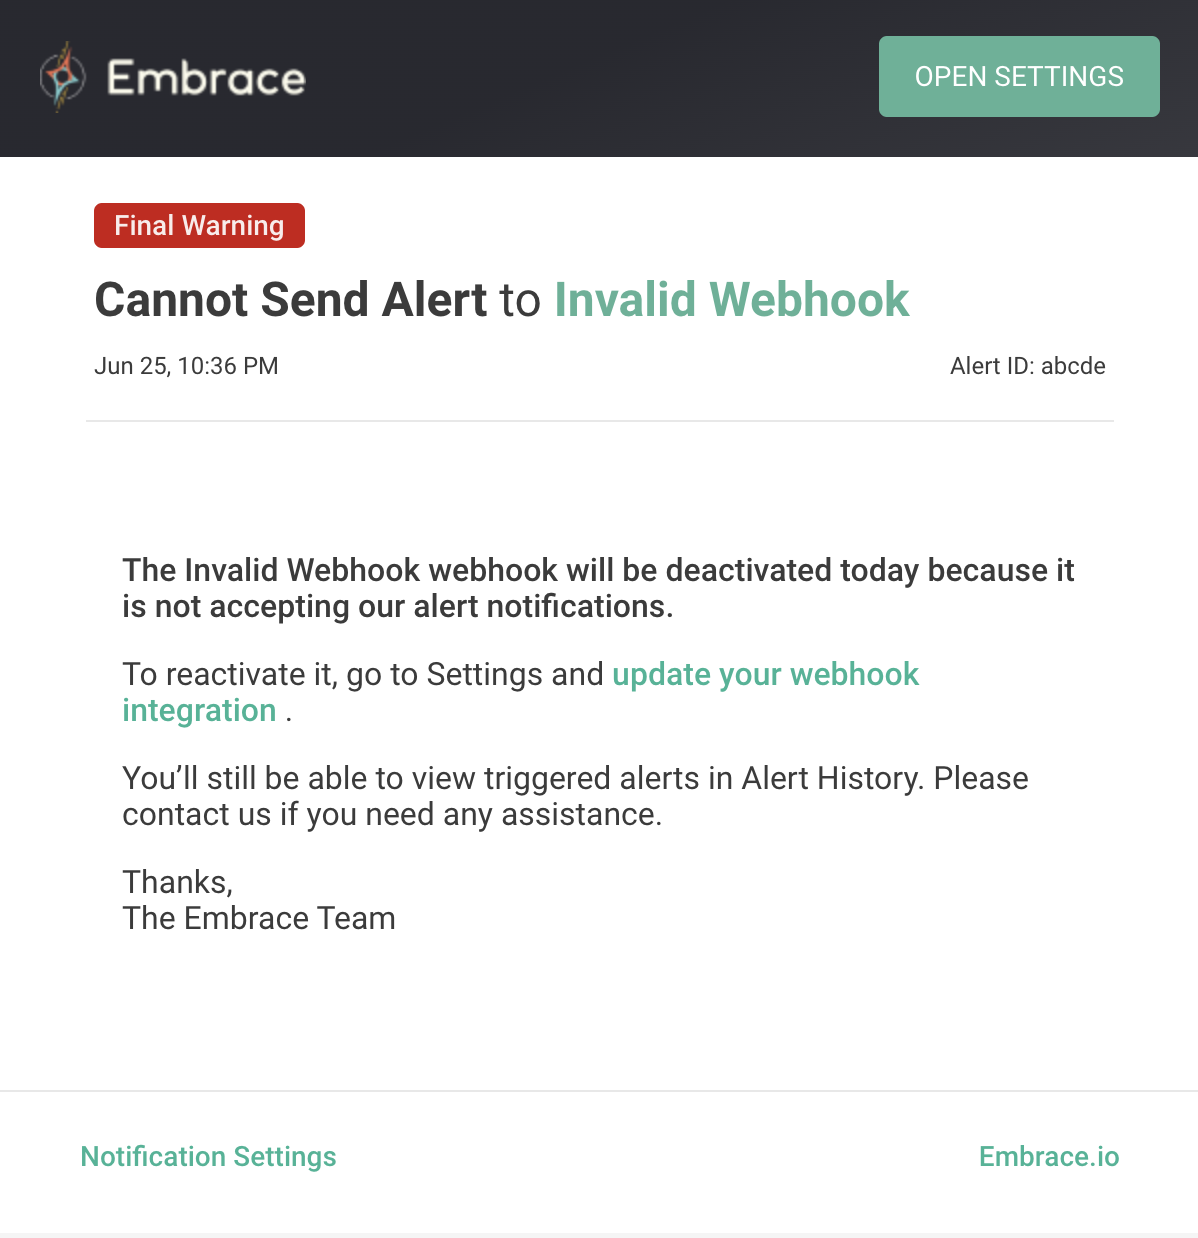 Embrace
OPEN SETTINGS
Final Warning
Cannot Send Alert to Invalid Webhook
Jun 25, 10:36 PM
Alert ID: abcde
The Invalid Webhook webhook will be deactivated today because it
is not accepting our alert notifications.
To reactivate it, go to Settings and update your webhook
integration .
You’ll still be able to view triggered alerts in Alert History. Please
contact us if you need any assistance.
Thanks,
The Embrace Team
Notification Settings
Embrace.io